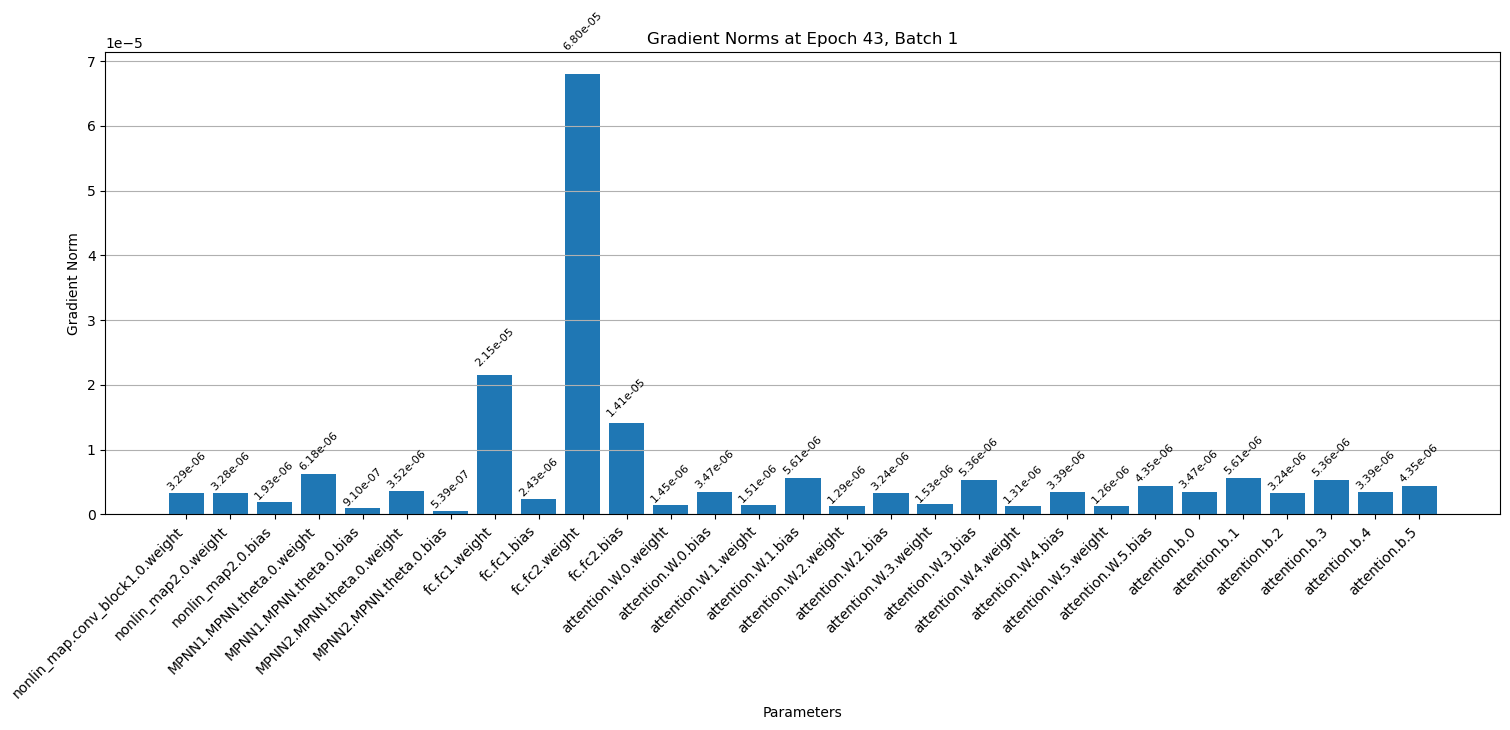 Gradient Norms at Epoch 43, Batch 1
1e−5
Gradient Norm
7
6
5
4
3
2
1
0
3.29e-06
3.28e-06
1.93e-06
6.18e-06
9.10e-07
3.52e-06
5.39e-07
2.15e-05
2.43e-06
6.80e-05
1.41e-05
1.45e-06
3.47e-06
1.51e-06
5.61e-06
1.29e-06
3.24e-06
1.53e-06
5.36e-06
1.31e-06
3.39e-06
1.26e-06
4.35e-06
3.47e-06
5.61e-06
3.24e-06
5.36e-06
3.39e-06
4.35e-06
nonlin_map.conv_block1.0.weight
nonlin_map2.0.weight
nonlin_map2.0.bias
MPNN1.MPNN.theta.0.weight
MPNN1.MPNN.theta.0.bias
MPNN2.MPNN.theta.0.weight
MPNN2.MPNN.theta.0.bias
fc.fc1.weight
fc.fc1.bias
fc.fc2.weight
fc.fc2.bias
attention.W.0.weight
attention.W.0.bias
attention.W.1.weight
attention.W.1.bias
attention.W.2.weight
attention.W.2.bias
attention.W.3.weight
attention.W.3.bias
attention.W.4.weight
attention.W.4.bias
attention.W.5.weight
attention.W.5.bias
attention.b.0
attention.b.1
attention.b.2
attention.b.3
attention.b.4
attention.b.5
Parameters